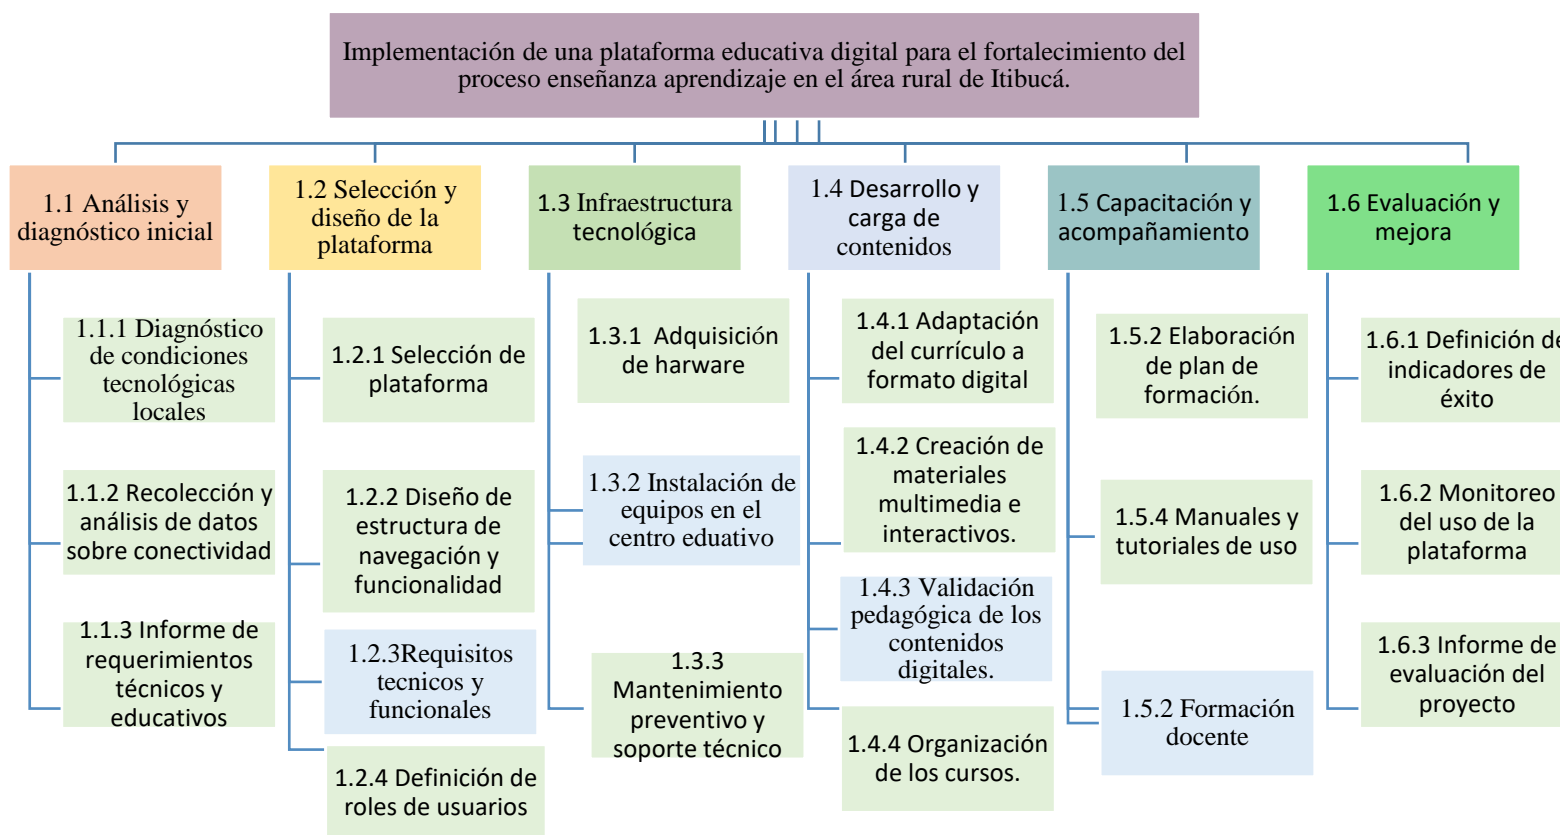 Implementación de una plataforma educativa digital para el fortalecimiento del
proceso enseñanza aprendizaje en el área rural de Itibucá.
1.1 Análisis y
diagnóstico inicial
1.2 Selección y
diseño de la
plataforma
1.3 Infraestructura
tecnológica
1.4 Desarrollo y
carga de
contenidos
1.5 Capacitación y
acompañamiento
1.6 Evaluación y
mejora
1.1.1 Diagnóstico
de condiciones
tecnológicas
locales
1.1.2 Recolección y
análisis de datos
sobre conectividad
1.1.3 Informe de
requerimientos
técnicos y
educativos
1.2.1 Selección de
plataforma
1.2.2 Diseño de
estructura de
navegación y
funcionalidad
1.2.3Requisitos
tecnicos y
funcionales
1.2.4 Definición de
roles de usuarios
1.3.1 Adquisición
de harware
1.3.2 Instalación de
equipos en el
centro eduativo
1.3.3
Mantenimiento
preventivo y
soporte técnico
1.4.1 Adaptación
del currículo a
formato digital
1.4.2 Creación de
materiales
multimedia e
interactivos.
1.4.3 Validación
pedagógica de los
contenidos
digitales.
1.4.4 Organización
de los cursos.
1.5.2 Elaboración
de plan de
formación.
1.5.4 Manuales y
tutoriales de uso
1.5.2 Formación
docente
1.6.1 Definición de
indicadores de
éxito
1.6.2 Monitoreo
del uso de la
plataforma
1.6.3 Informe de
evaluación del
proyecto